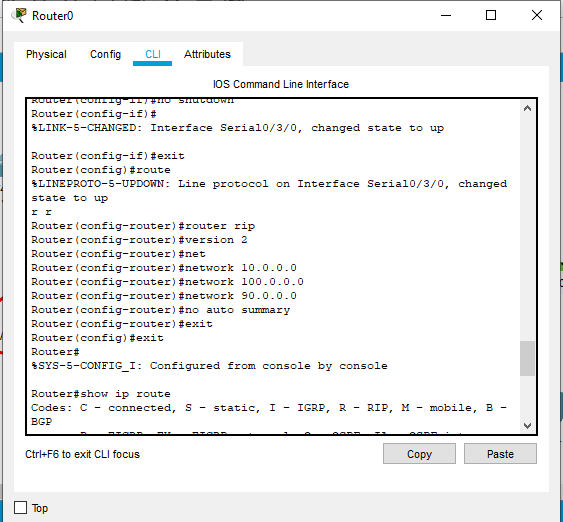 Router0
Physical Config CLI Attributes
IOS Command Line Interface
Router(config-if)#no shutdown
Router(config-if)#
%LINK-5-CHANGED: Interface Serial0/3/0, changed state to up
Router(config-if)#exit
Router(config)#route
%LINEPROTO-5-UPDOWN: Line protocol on Interface Serial0/3/0, changed
state to up
r r
Router(config-router)#router rip
Router(config-router)#version 2
Router(config-router)#net
Router(config-router)#network 10.0.0.0
Router(config-router)#network 100.0.0.0
Router(config-router)#network 90.0.0.0
Router(config-router)#no auto summary
Router(config-router)#exit
Router(config)#exit
Router#
%SYS-5-CONFIG_I: Configured from console by console
Router#show ip route
Codes: C - connected, S - static, I - IGRP, R - RIP, M - mobile, B -
BGP
Ctrl+F6 to exit CLI focus
Copy Paste
Top